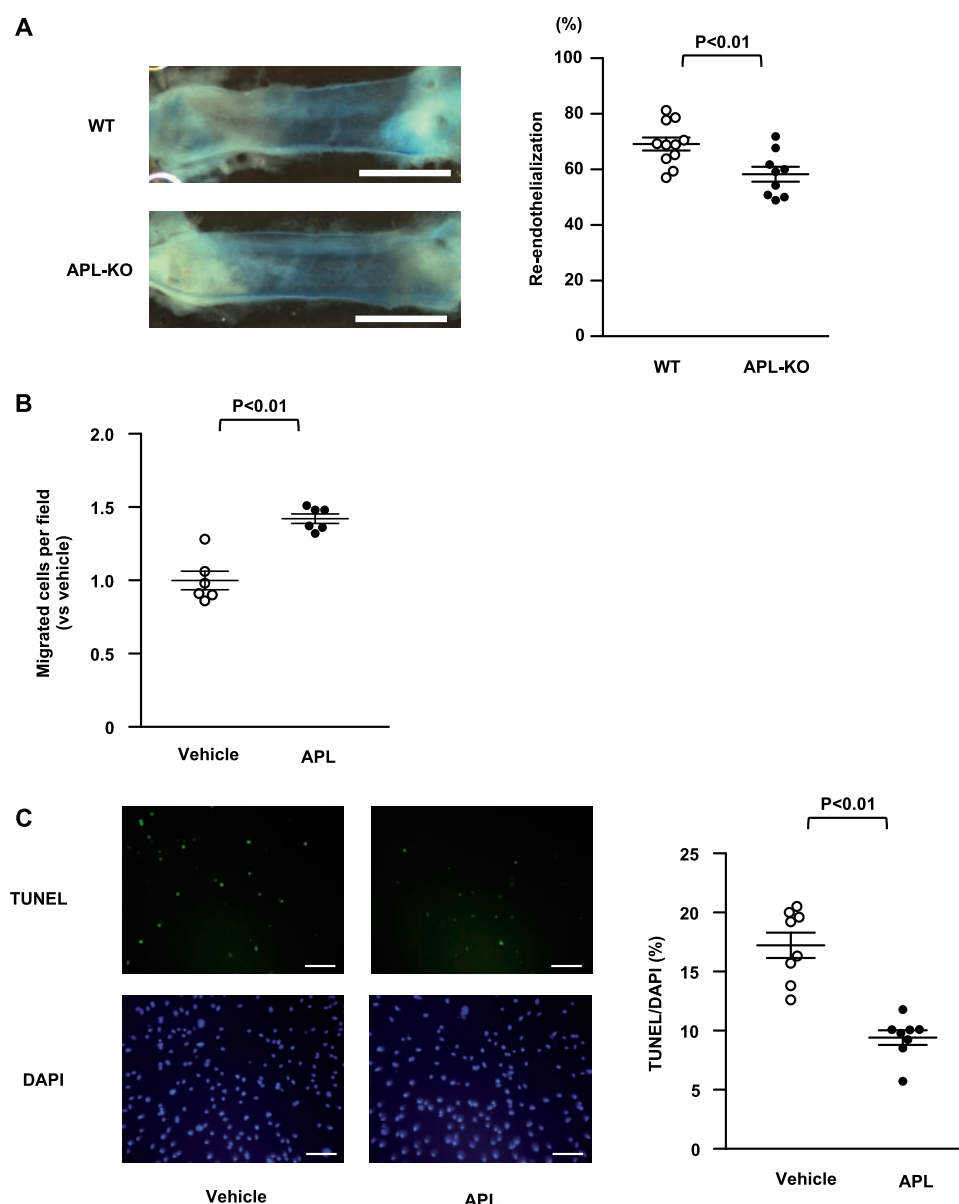 A
WT
APL-KO
(%)
P<0.01
Re-endothelialization
100
80
60
40
20
0
WT
APL-KO
B
P<0.01
Migrated cells per field
(vs vehicle)
2.0
1.5
1.0
0.5
0
Vehicle
APL
C
TUNEL
DAPI
Vehicle
APL
P<0.01
TUNEL/DAPI (%)
25
20
15
10
5
0
Vehicle
APL